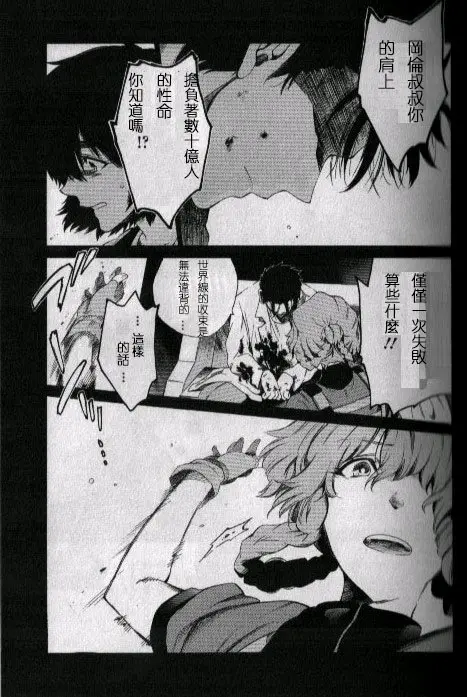 岡倫叔叔你
的肩上
擔負著數十億人
的性命
你知道嗎!?
僅僅一次失敗
算些什麼!!
世界線的收束是
無法違背的…
…這樣
的話…